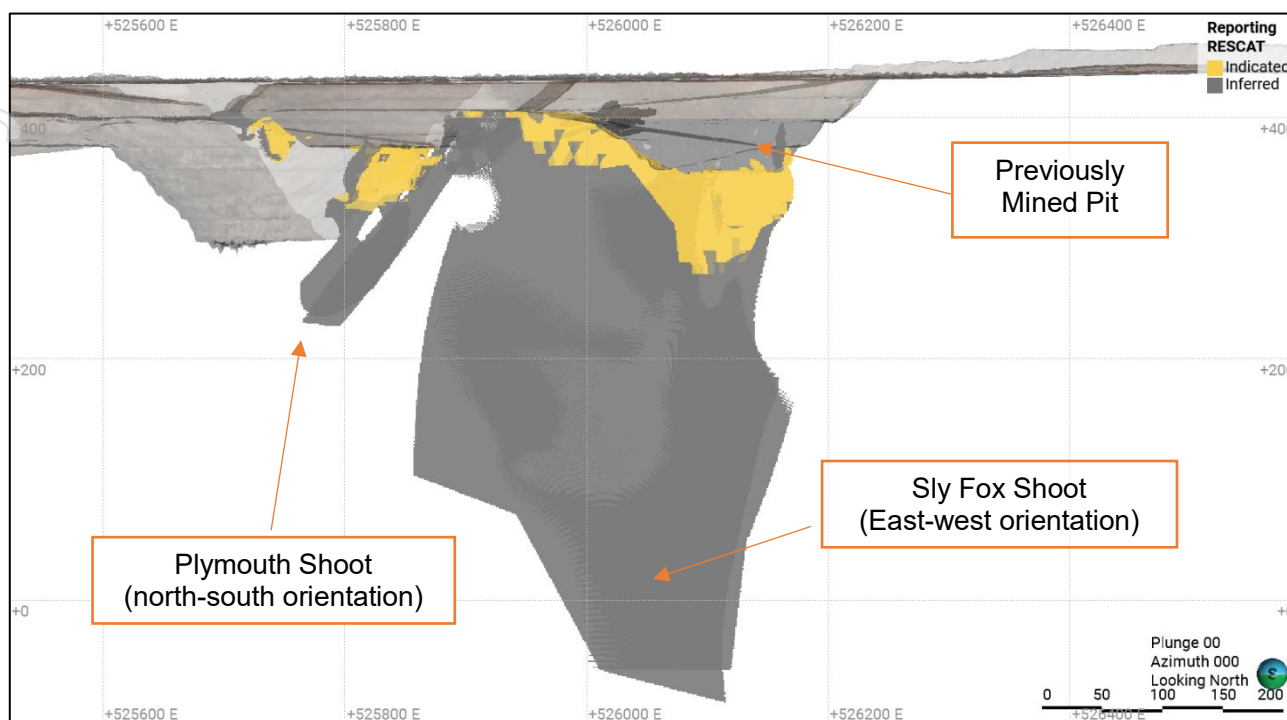 +525600 E
+525800 E
+526000 E
+526200 E
+526400 E
Reporting
RESCAT
Indicated
Inferred
+400
+400
Previously
Mined Pit
+200
+200
Sly Fox Shoot
(East-west orientation)
Plymouth Shoot
(north-south orientation)
+0
+0
Plunge 00
Azimuth 000
Looking North
S
0 50 100 150 200
+525600 E
+525800 E
+526000 E
+526200 E
+526400 E